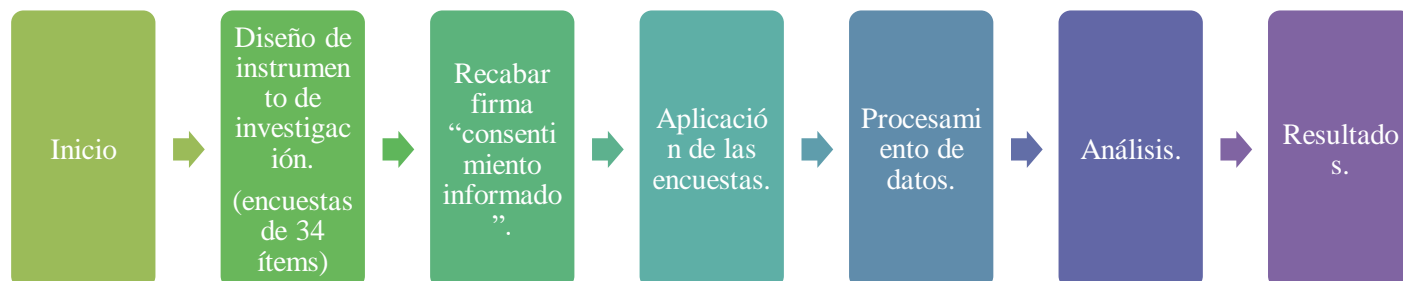 Inicio
Diseño de
instrumen
to de
investigac
ión.
(encuestas
de 34
ítems)
Recabar
firma
“consenti
miento
informado
”.
Aplicació
n de las
encuestas.
Procesami
ento de
datos.
Análisis.
Resultado
s.